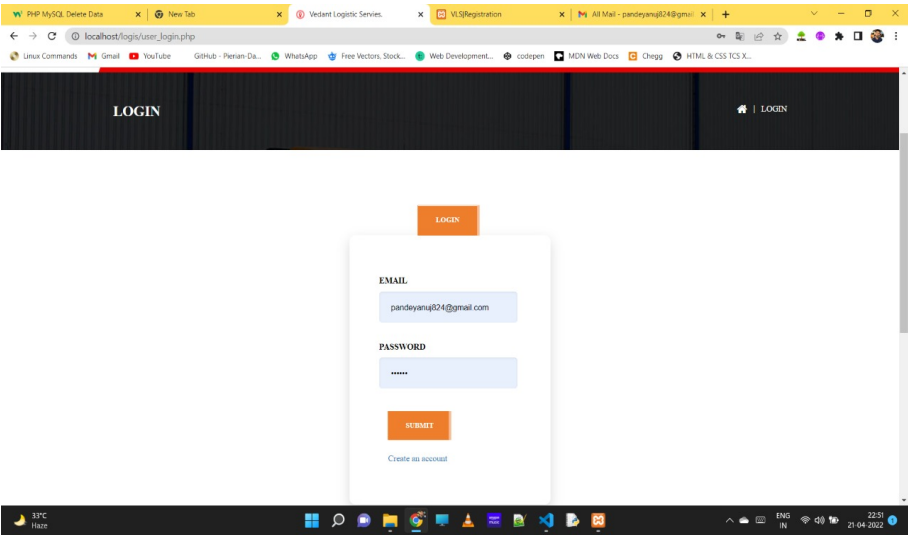 PHP MySQL Delete Data
New Tab
Vedant Logistic Servies.
VLS|Registration
All Mail - pandeyanuj824@gmail
localhost/logis/user_login.php
Linux Commands
Gmail
YouTube
GitHub - Pierian-Da...
WhatsApp
Free Vectors, Stock...
Web Development...
codepen
MDN Web Docs
Chegg
HTML & CSS TCS X...
LOGIN
| LOGIN
LOGIN
EMAIL
pandeyanuj824@gmail.com
PASSWORD
••••••
SUBMIT
Create an account
33°C
Haze
ENG
IN
22:51
21-04-2022